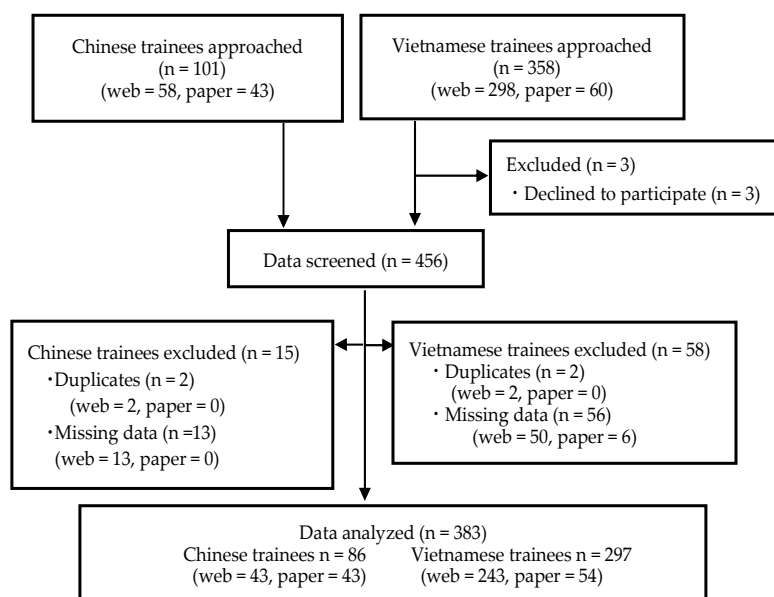 Chinese trainees approached
(n = 101)
(web = 58, paper = 43)
Vietnamese trainees approached
(n = 358)
(web = 298, paper = 60)
Excluded (n = 3)
・Declined to participate (n = 3)
Data screened (n = 456)
Chinese trainees excluded (n = 15)
・Duplicates (n = 2)
(web = 2, paper = 0)
・Missing data (n =13)
(web = 13, paper = 0)
Vietnamese trainees excluded (n = 58)
・Duplicates (n = 2)
(web = 2, paper = 0)
・Missing data (n = 56)
(web = 50, paper = 6)
Data analyzed (n = 383)
Chinese trainees n = 86
(web = 43, paper = 43)
Vietnamese trainees n = 297
(web = 243, paper = 54)